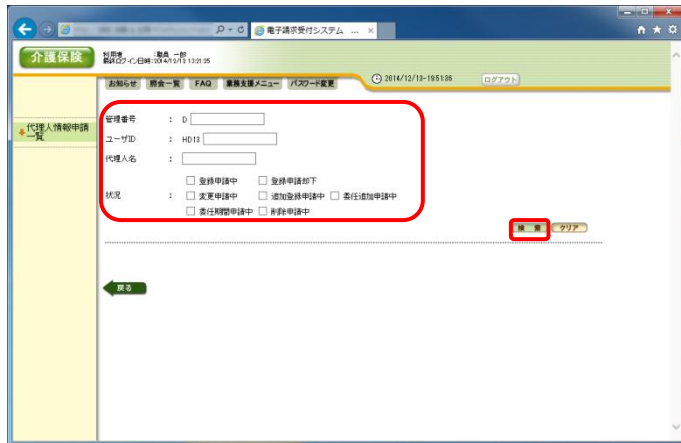 電子請求受付システム ...
介護保険
利用者 :職員 一郎
最終ログイン日時:2014/12/13 13:21:35
お知らせ 照会一覧 FAQ 業務支援メニュー パスワード変更
2014/12/13-19:51:36
ログアウト
代理人情報申請一覧
管理番号 : D
ユーザID : HD13
代理人名 :
登録申請中 登録申請却下
状況 : 変更申請中 追加登録申請中 委任追加申請中
委任期間申請中 削除申請中
検 索 クリア
戻る